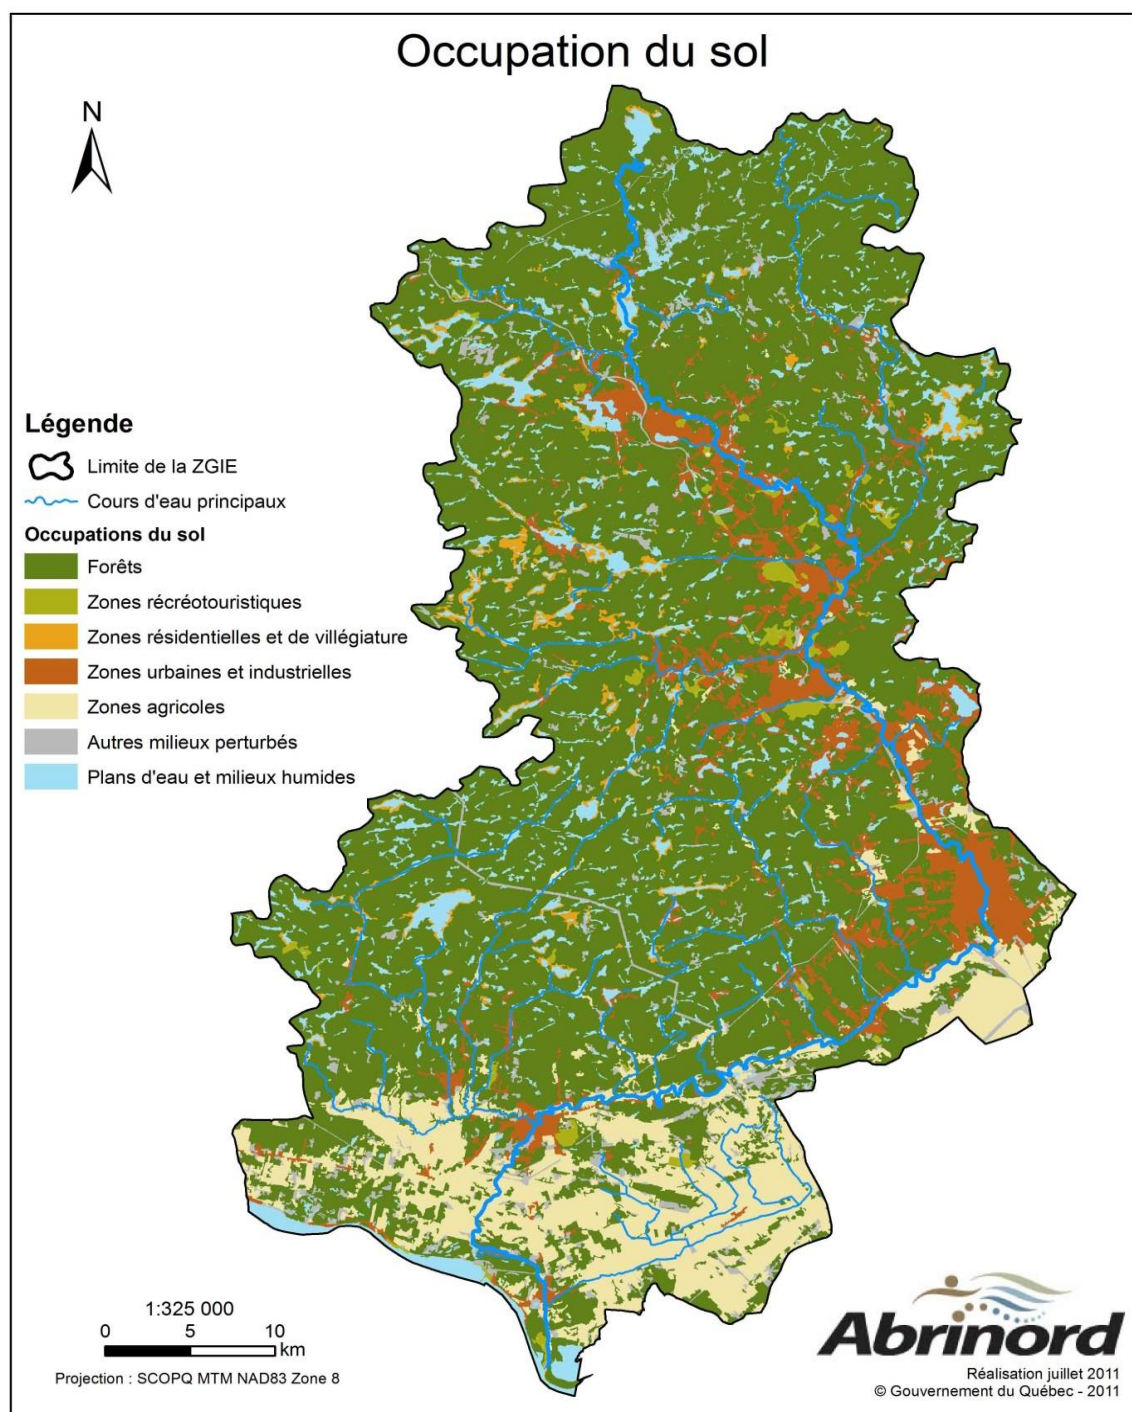 Occupation du sol
N
Légende
Limite de la ZGIE
Cours d'eau principaux
Occupations du sol
Forêts
Zones récréotouristiques
Zones résidentielles et de villégiature
Zones urbaines et industrielles
Zones agricoles
Autres milieux perturbés
Plans d'eau et milieux humides
1:325 000
0 5 10
km
Projection : SCOPQ MTM NAD83 Zone 8
Abrinord
Réalisation juillet 2011
© Gouvernement du Québec - 2011